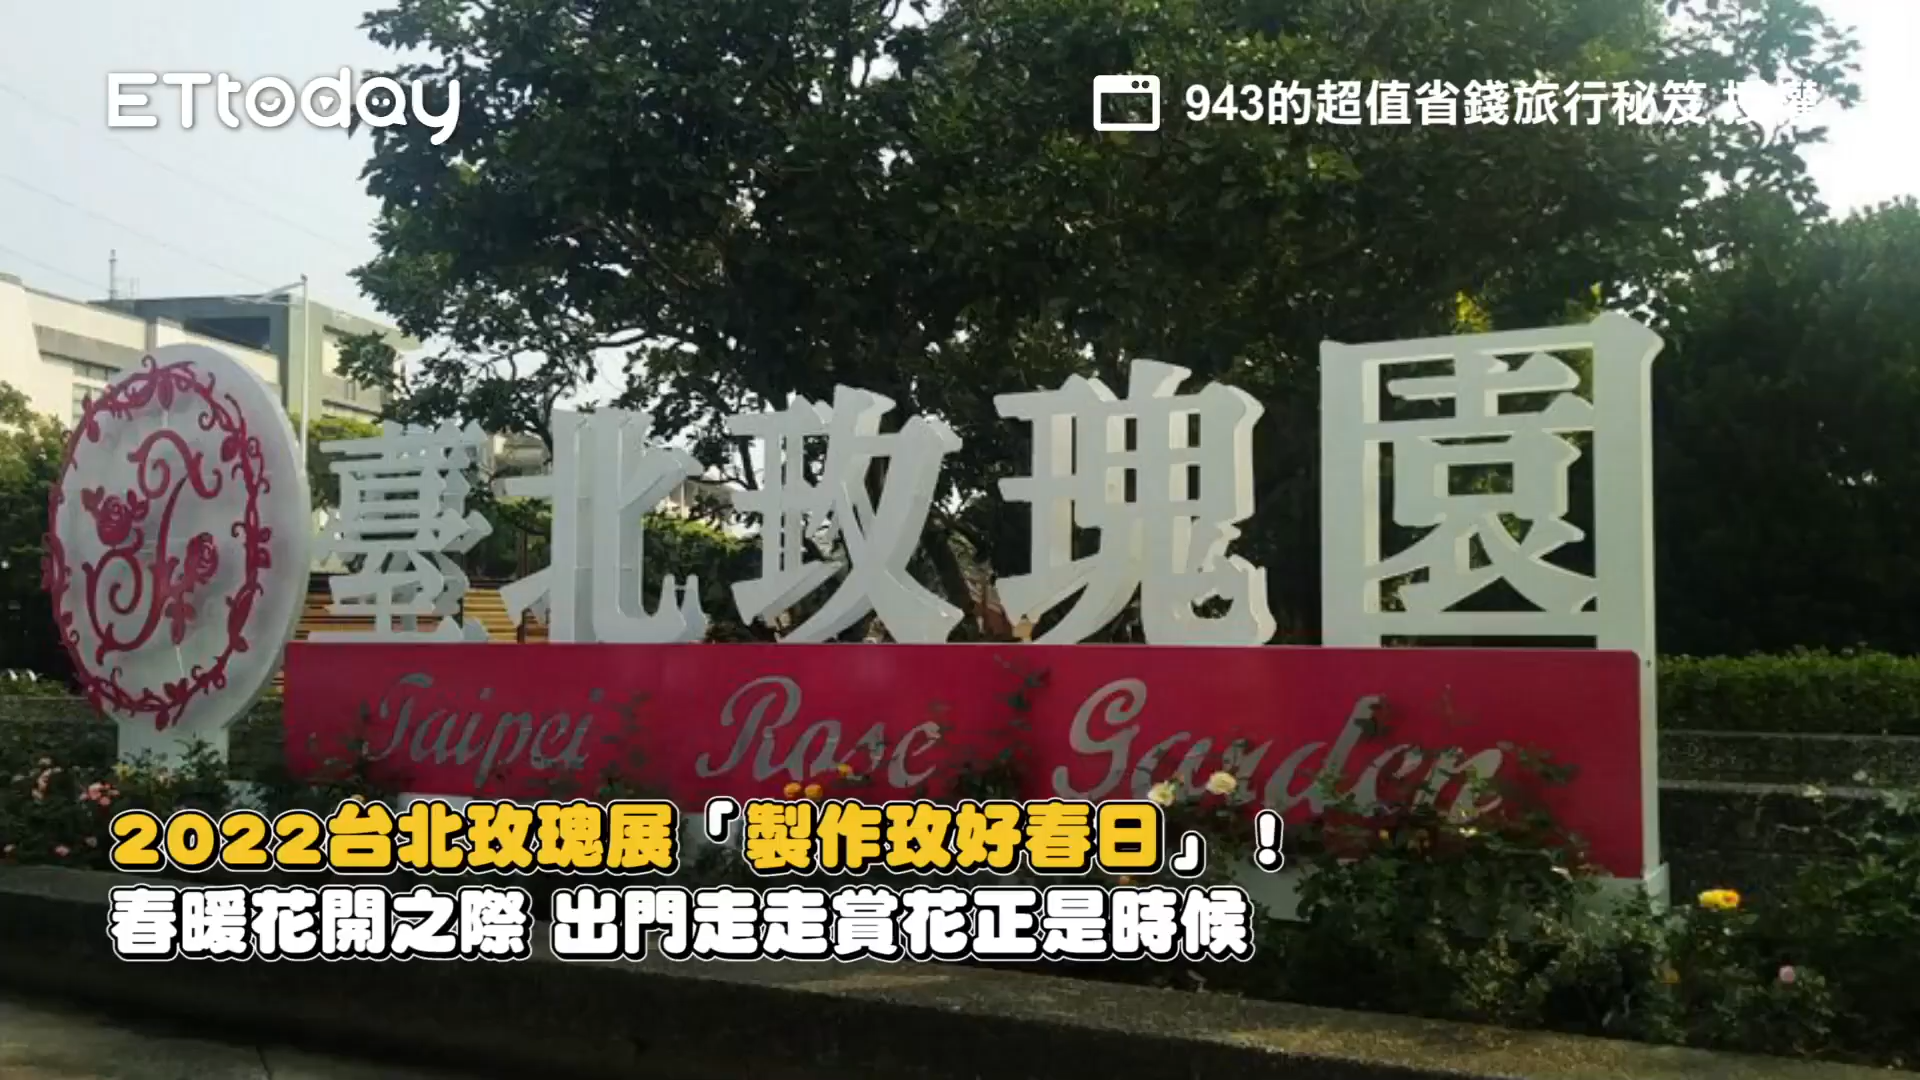 ETtoday
943的超值省錢旅行秘笈 授權
臺北玫瑰園
Taipei Rose Garden
2022台北玫瑰展「製作玫好春日」！
春暖花開之際 出門走走賞花正是時候